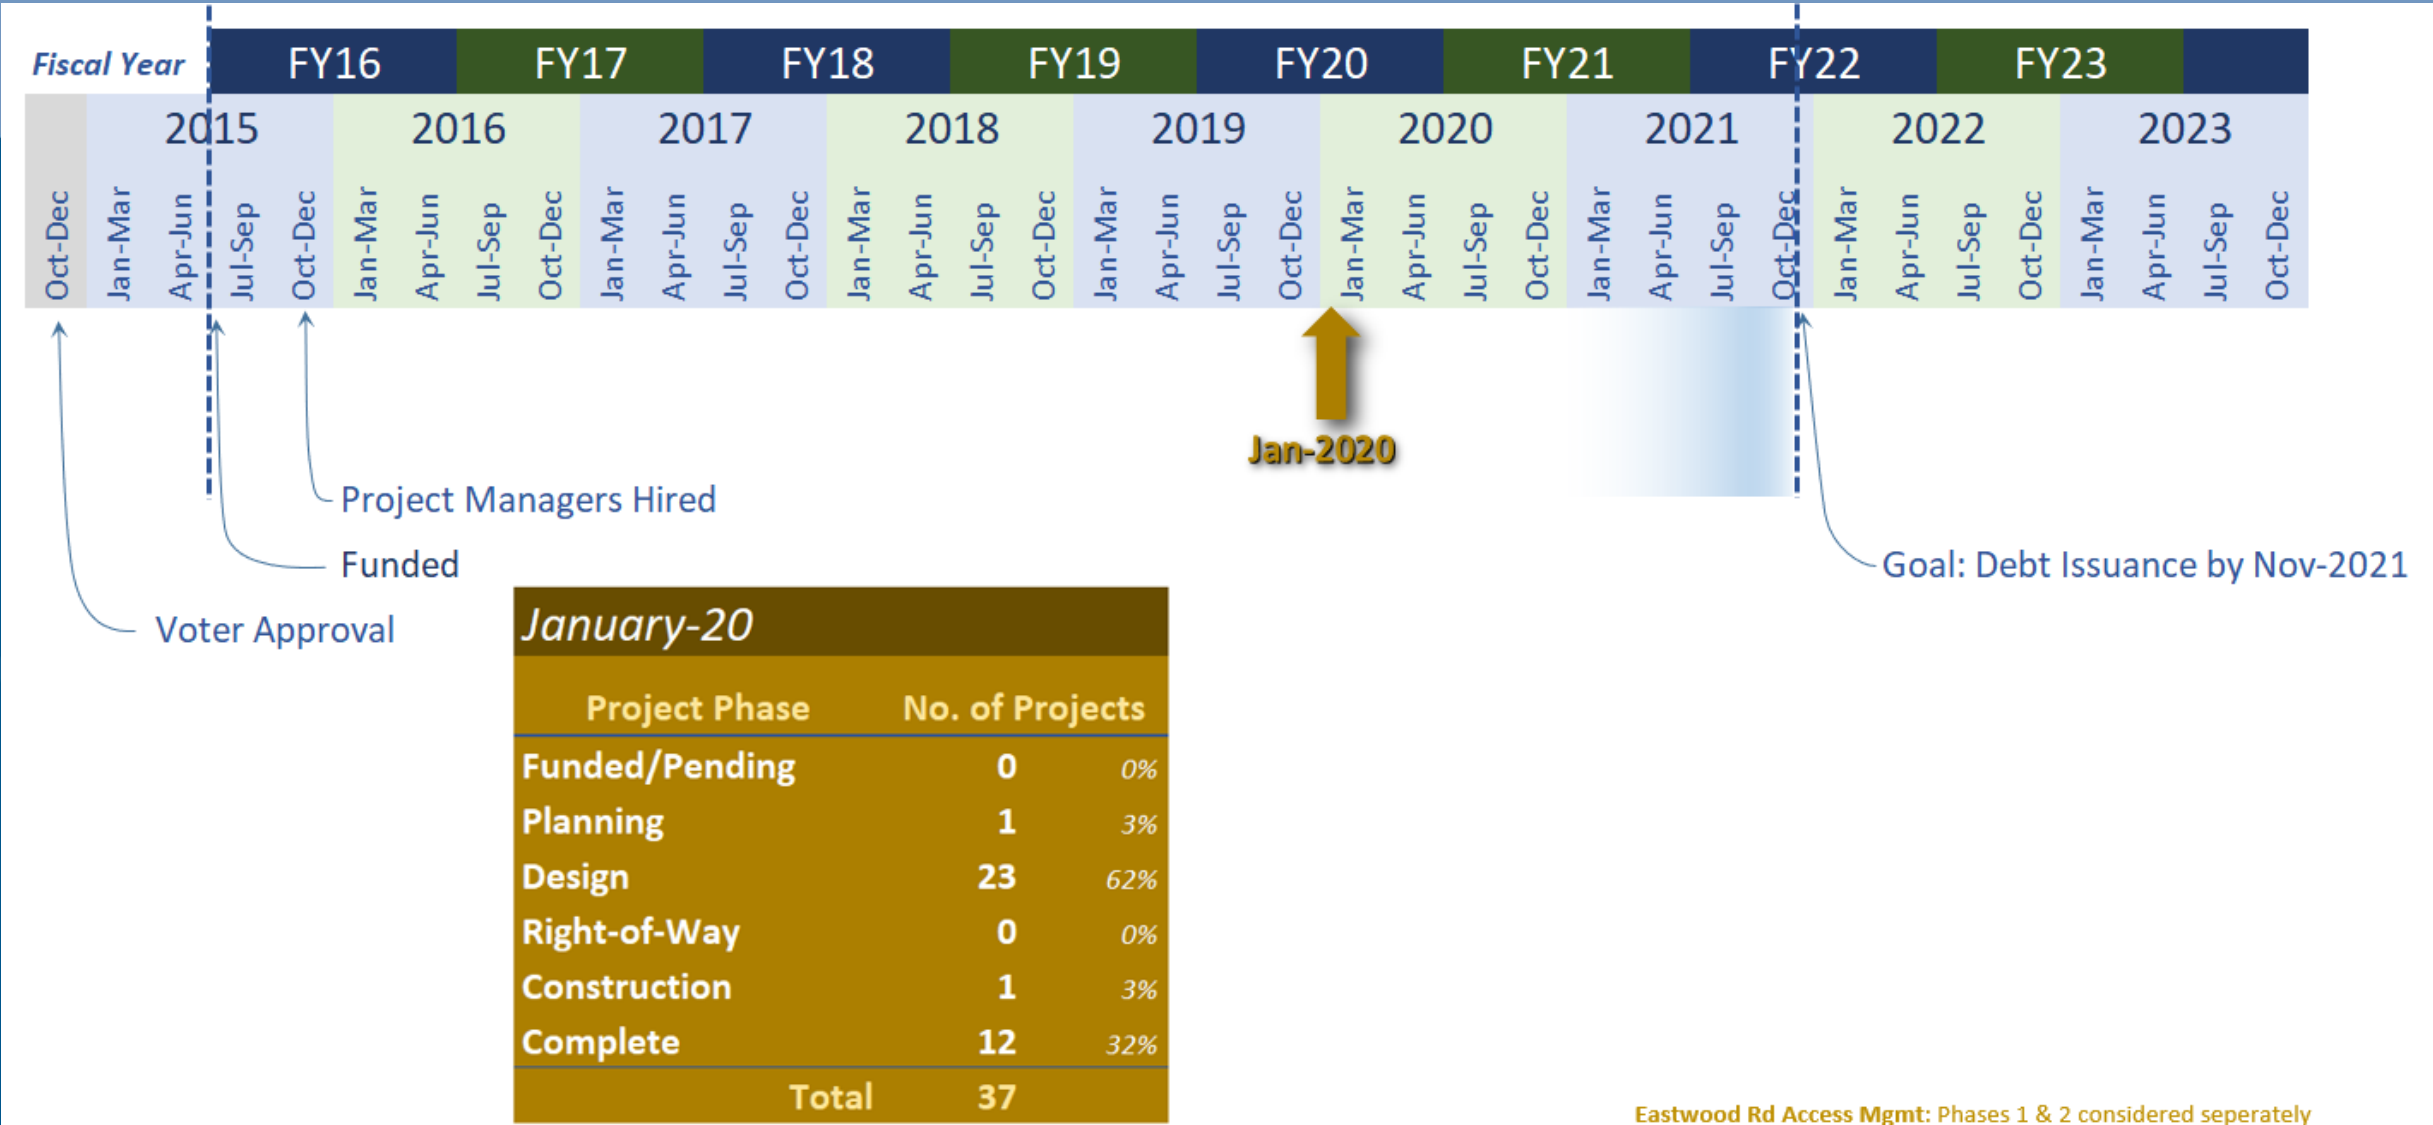 Fiscal Year FY16 FY17 FY18 FY19 FY20 FY21 FY22 FY23
2015 2016 2017 2018 2019 2020 2021 2022 2023
Oct-Dec Jan-Mar Apr-Jun Jul-Sep Oct-Dec Jan-Mar Apr-Jun Jul-Sep Oct-Dec Jan-Mar Apr-Jun Jul-Sep Oct-Dec Jan-Mar Apr-Jun Jul-Sep Oct-Dec Jan-Mar Apr-Jun Jul-Sep Oct-Dec Jan-Mar Apr-Jun Jul-Sep Oct-Dec Jan-Mar Apr-Jun Jul-Sep Oct-Dec Jan-Mar Apr-Jun Jul-Sep Oct-Dec Jan-Mar Apr-Jun Jul-Sep Oct-Dec
Jan-2020
Project Managers Hired
Funded
Goal: Debt Issuance by Nov-2021
Voter Approval
January-20
Project Phase No. of Projects
Funded/Pending 0 0%
Planning 1 3%
Design 23 62%
Right-of-Way 0 0%
Construction 1 3%
Complete 12 32%
Total 37
Eastwood Rd Access Mgmt: Phases 1 & 2 considered seperately